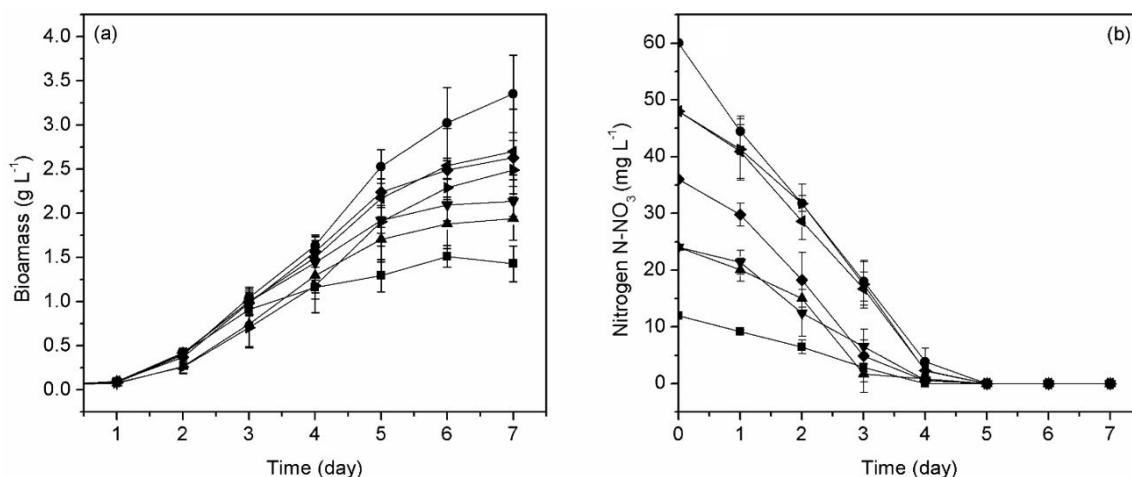 (a)
4.0
3.5
3.0
2.5
2.0
1.5
1.0
0.5
0.0
Bioamass (g L⁻¹)
1 2 3 4 5 6 7
Time (day)
(b)
60
50
40
30
20
10
0
Nitrogen N-NO₃ (mg L⁻¹)
0 1 2 3 4 5 6 7
Time (day)